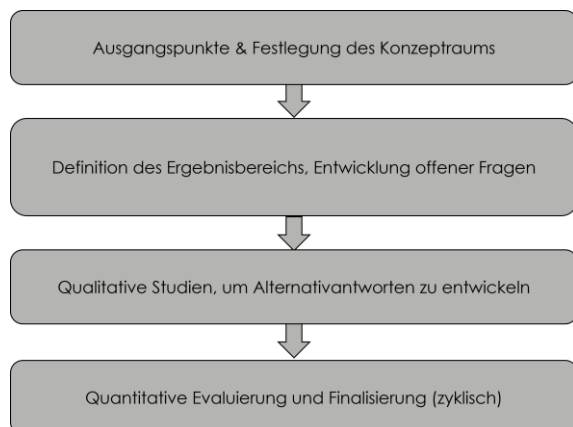 Ausgangspunkte & Festlegung des Konzeptraums
Definition des Ergebnisbereichs, Entwicklung offener Fragen
Qualitative Studien, um Alternativantworten zu entwickeln
Quantitative Evaluierung und Finalisierung (zyklisch)